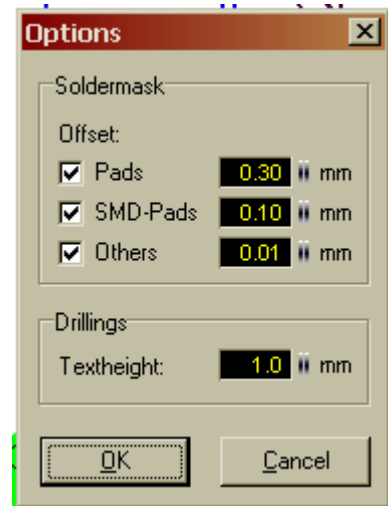 Options
Soldermask
Offset:
Pads 0.30 mm
SMD-Pads 0.10 mm
Others 0.01 mm
Drillings
Textheight: 1.0 mm
OK Cancel